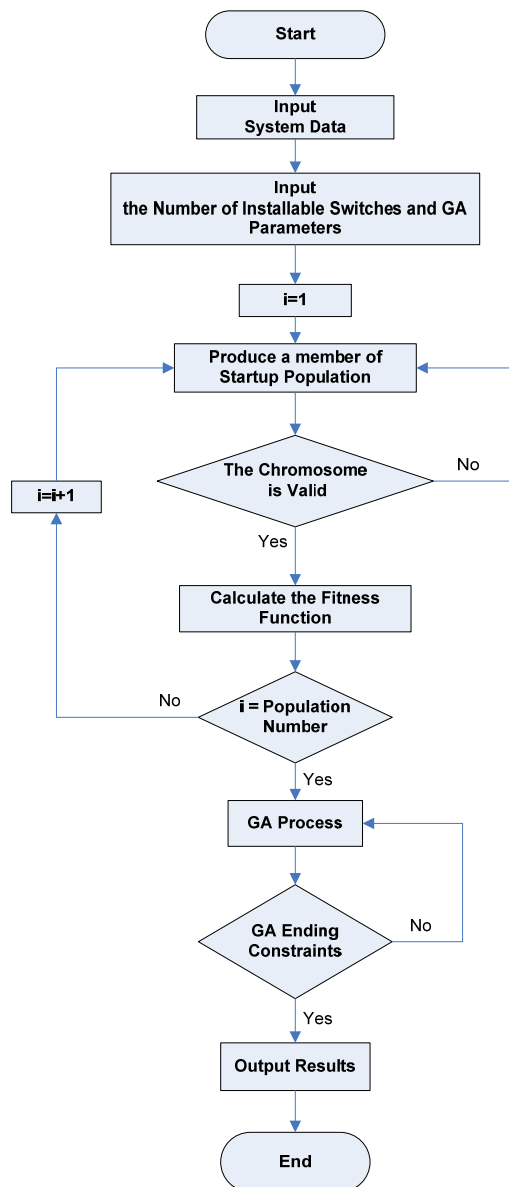 Start
Input
System Data
Input
the Number of Installable Switches and GA
Parameters
i=1
Produce a member of
Startup Population
The Chromosome
is Valid
No
i=i+1
Yes
Calculate the Fitness
Function
No
i = Population
Number
Yes
GA Process
GA Ending
Constraints
No
Yes
Output Results
End